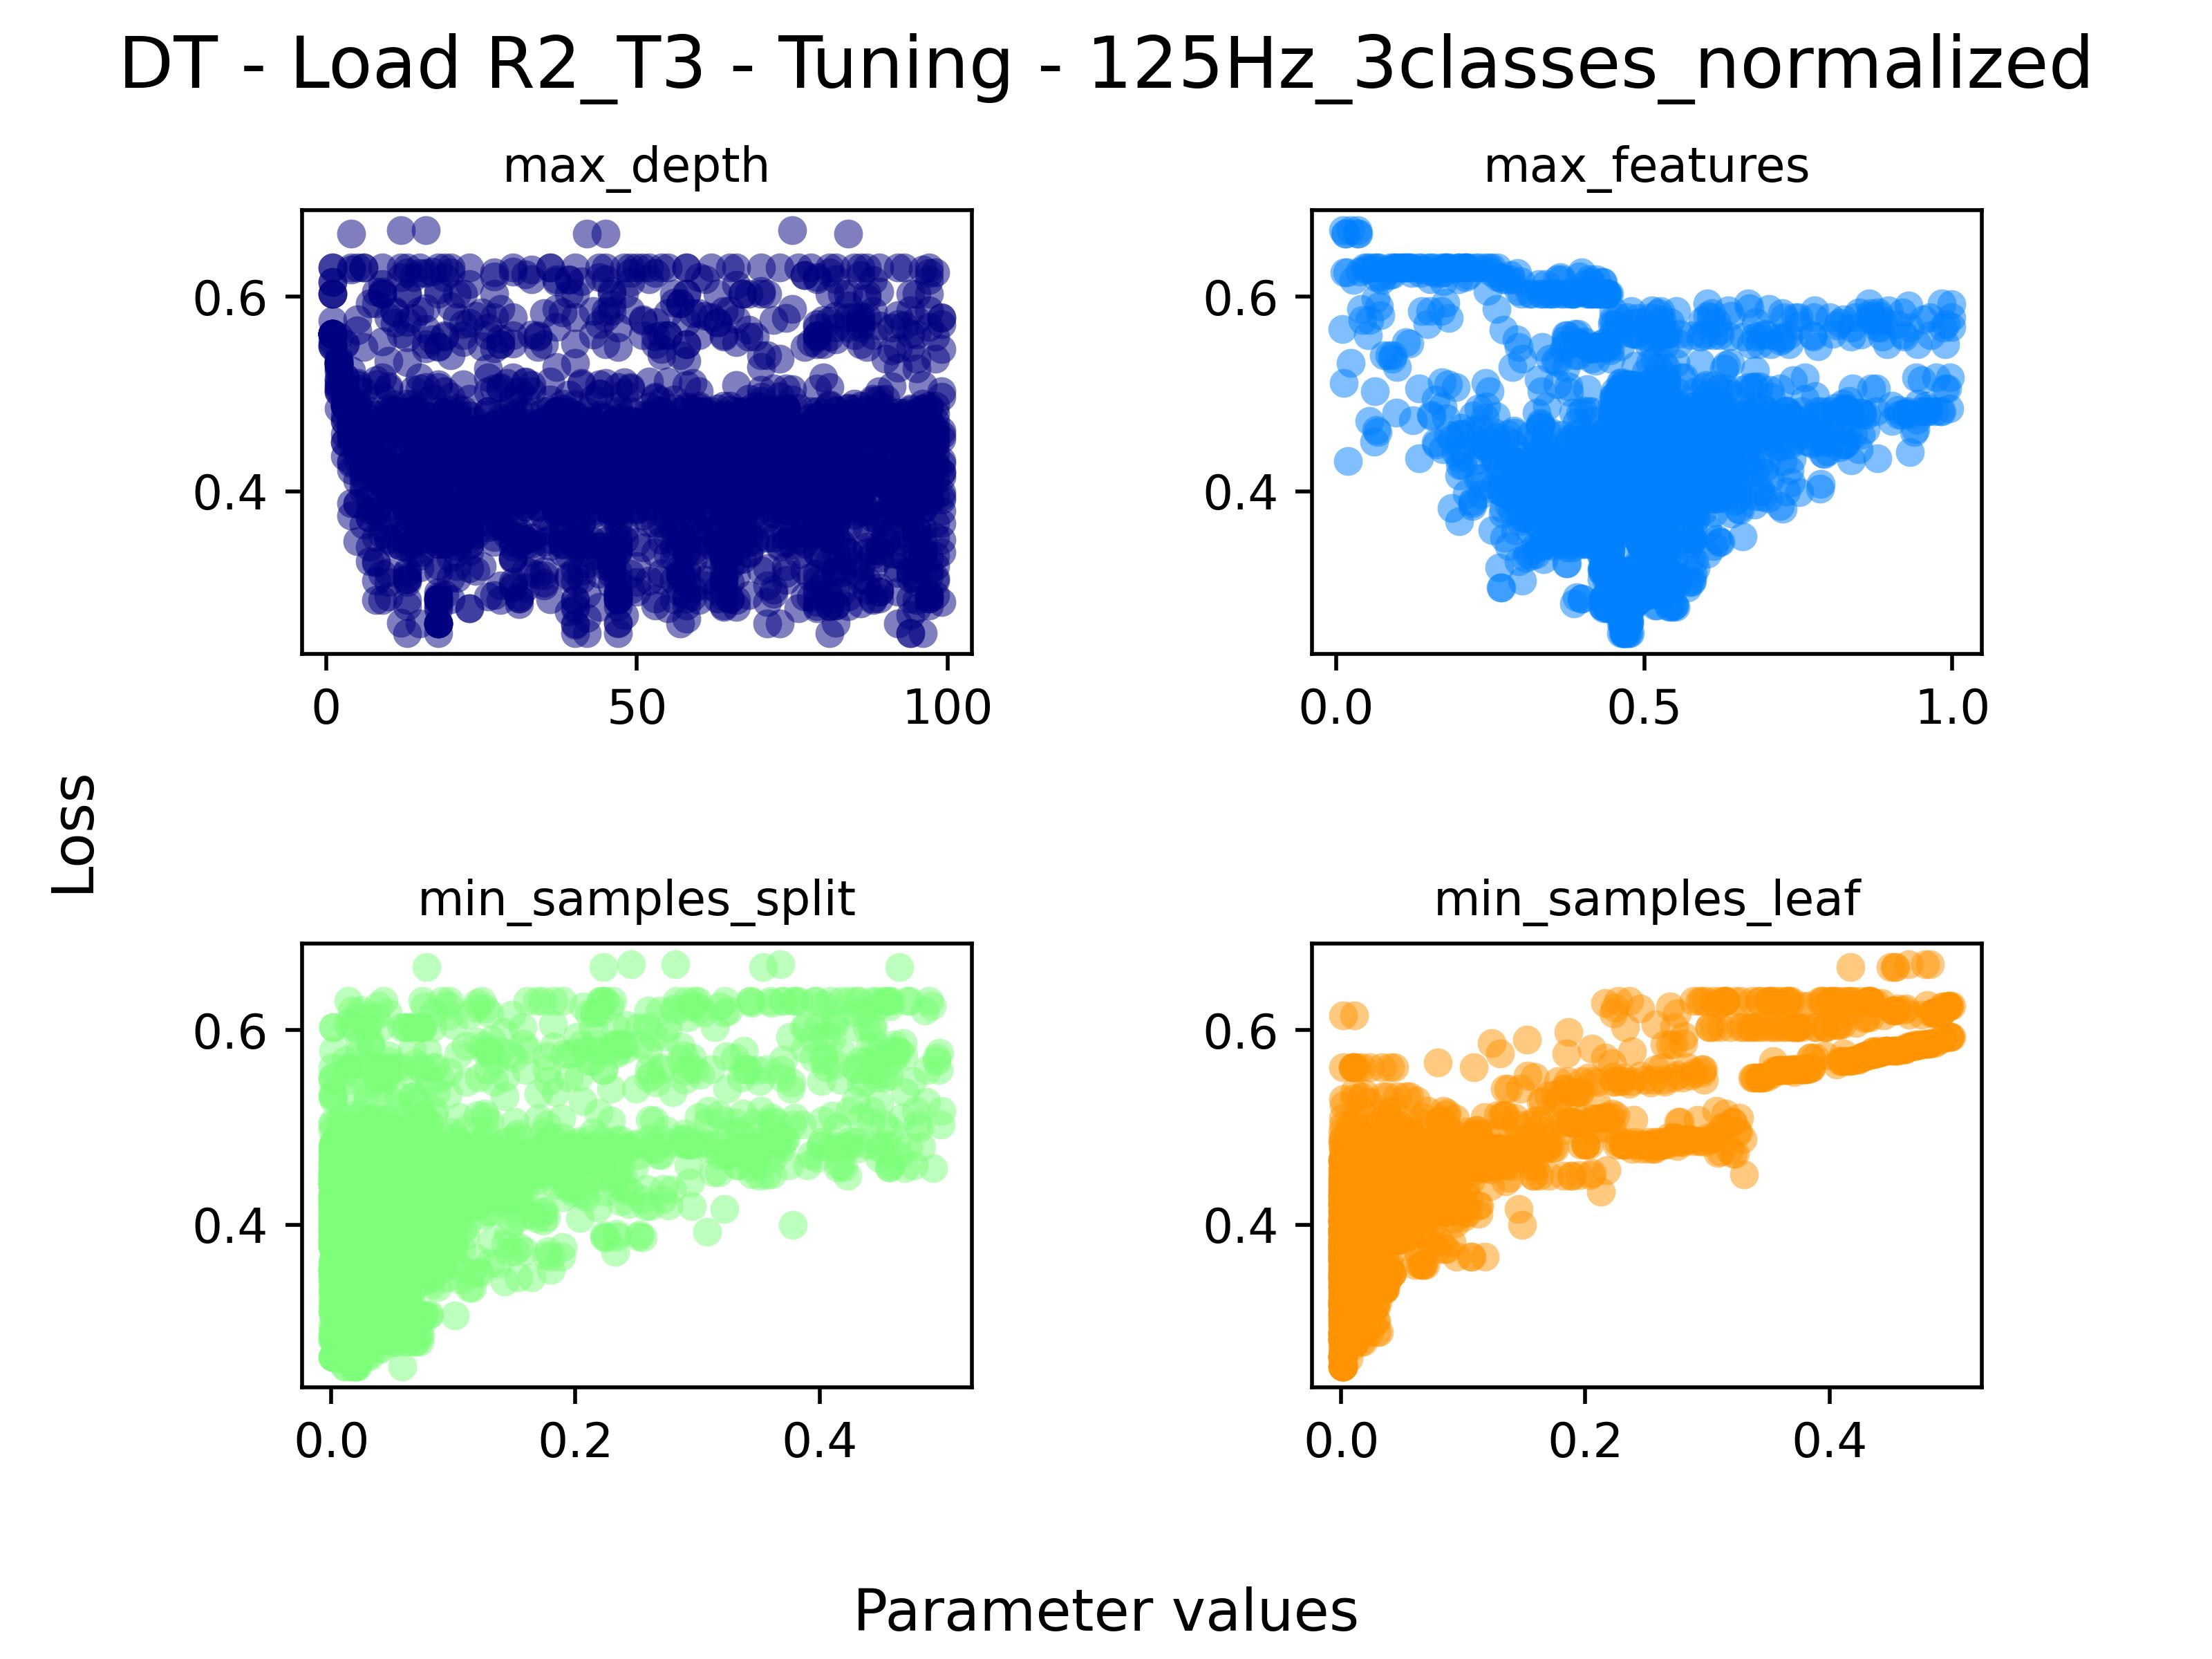 DT - Load R2_T3 - Tuning - 125Hz_3classes_normalized
max_depth
max_features
0.6
0.4
0
50
100
0.6
0.4
0.0
0.5
1.0
Loss
min_samples_split
min_samples_leaf
0.6
0.4
0.0
0.2
0.4
0.6
0.4
0.0
0.2
0.4
Parameter values